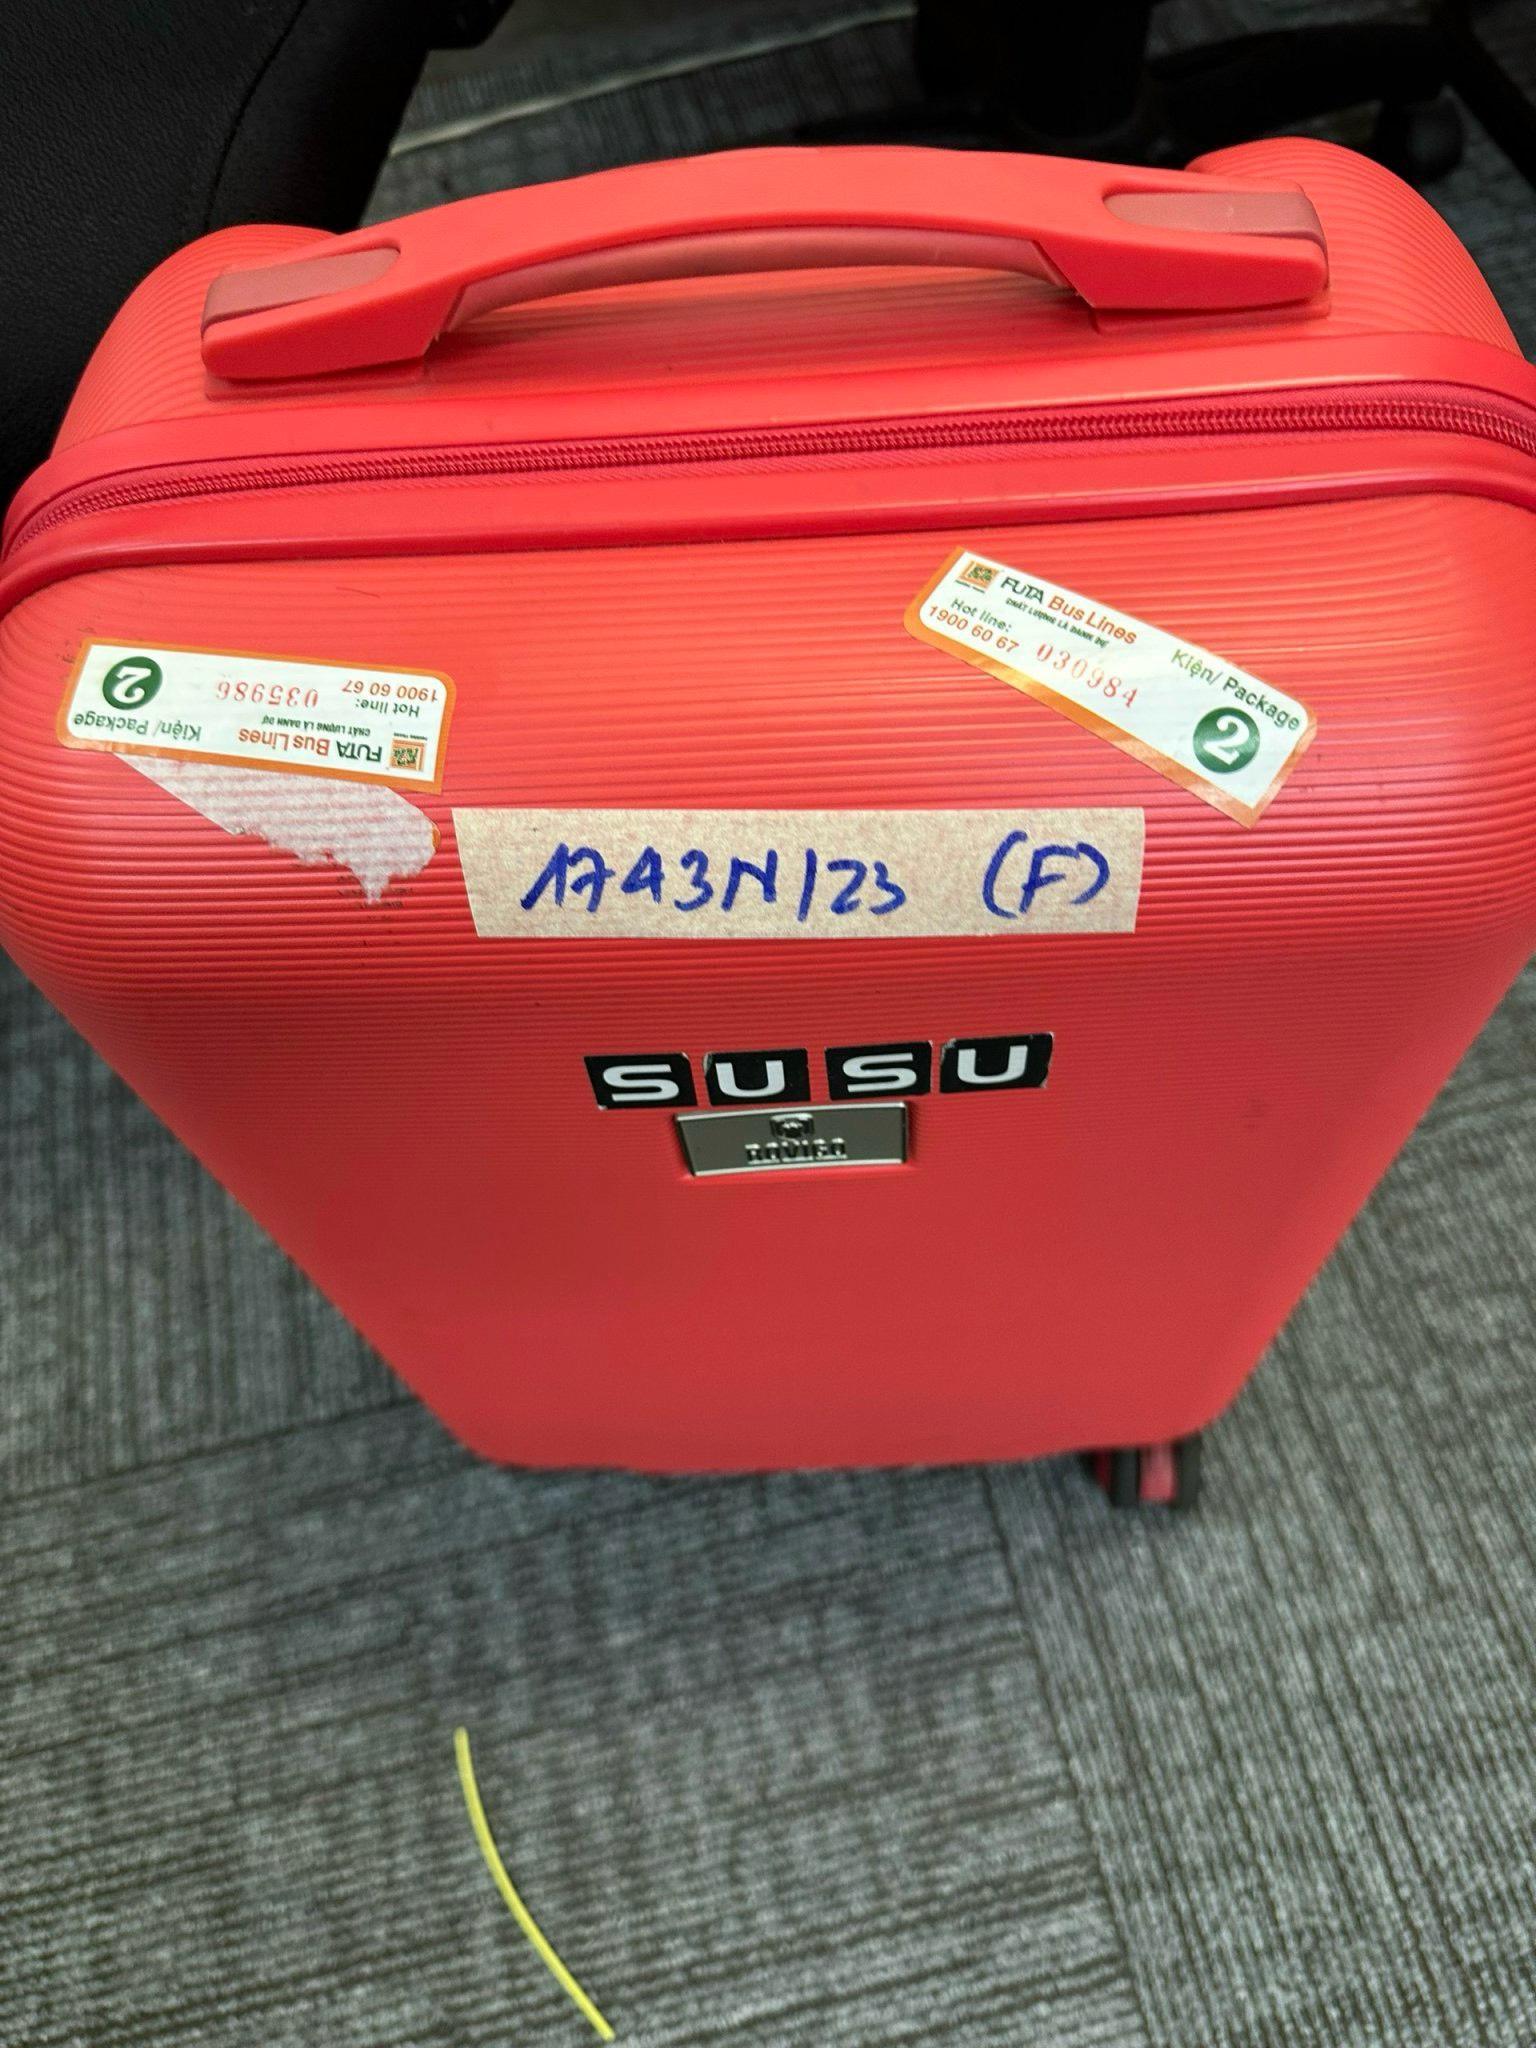 FUTA Bus Lines
CHẤT LƯỢNG LÀ DANH DỰ
Hot line:
1900 60 67
030984
Kiện/ Package
2
FUTA Bus Lines
CHẤT LƯỢNG LÀ DANH DỰ
Hot line:
1900 60 67
035986
Kiện/ Package
2
1743N/23 (F)
SUSU
ROVIGO